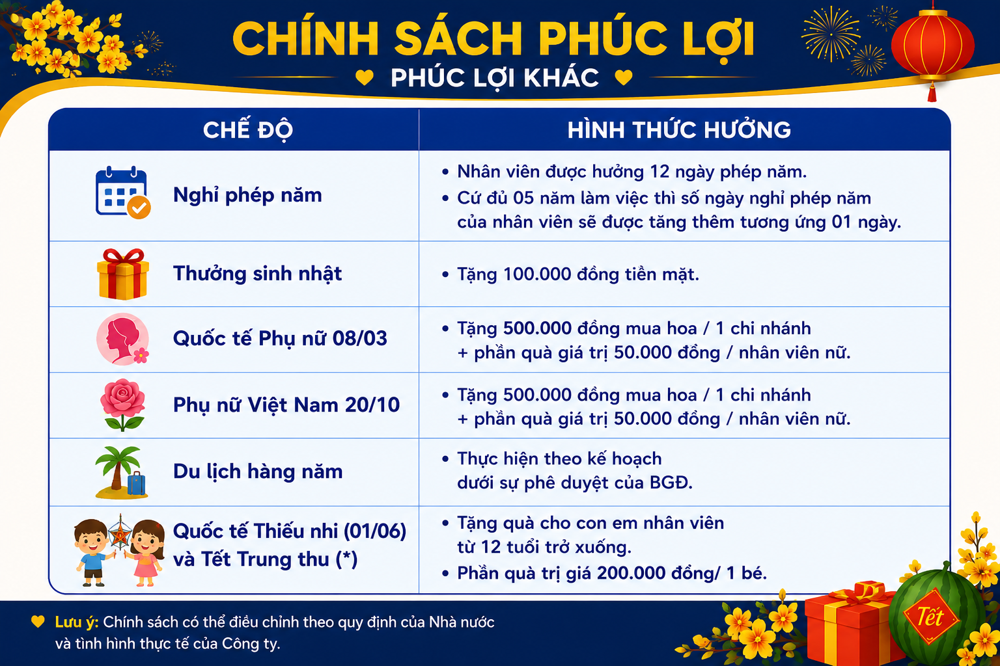 CHÍNH SÁCH PHÚC LỢI
PHÚC LỢI KHÁC
CHẾ ĐỘ
HÌNH THỨC HƯỞNG
Nghỉ phép năm
• Nhân viên được hưởng 12 ngày phép năm.
• Cứ đủ 05 năm làm việc thì số ngày nghỉ phép năm
của nhân viên sẽ được tăng thêm tương ứng 01 ngày.
Thưởng sinh nhật
• Tặng 100.000 đồng tiền mặt.
Quốc tế Phụ nữ 08/03
• Tặng 500.000 đồng mua hoa / 1 chi nhánh
+ phần quà giá trị 50.000 đồng / nhân viên nữ.
Phụ nữ Việt Nam 20/10
• Tặng 500.000 đồng mua hoa / 1 chi nhánh
+ phần quà giá trị 50.000 đồng / nhân viên nữ.
Du lịch hàng năm
• Thực hiện theo kế hoạch
dưới sự phê duyệt của BGĐ.
Quốc tế Thiếu nhi (01/06)
và Tết Trung thu (*)
• Tặng quà cho con em nhân viên
từ 12 tuổi trở xuống.
• Phần quà trị giá 200.000 đồng/ 1 bé.
Lưu ý: Chính sách có thể điều chỉnh theo quy định của Nhà nước
và tình hình thực tế của Công ty.
Tết